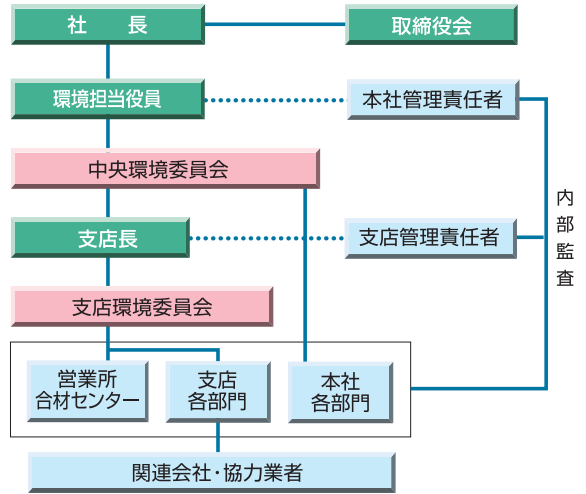 社　長
取締役会
環境担当役員
本社管理責任者
中央環境委員会
支店長
支店管理責任者
内部監査
支店環境委員会
営業所
合材センター
支店
各部門
本社
各部門
関連会社・協力業者